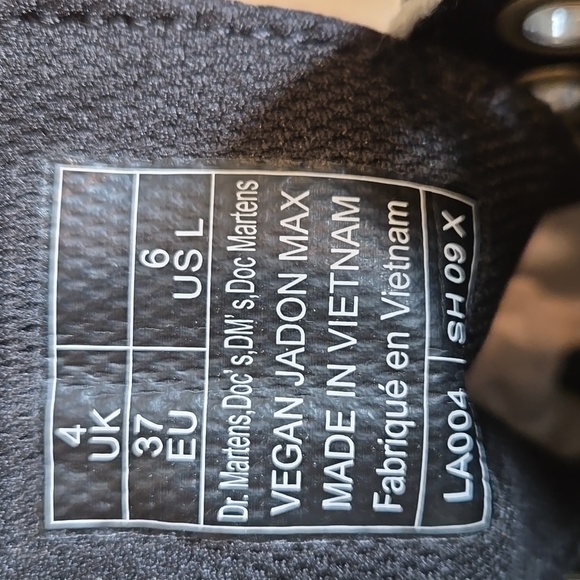 4
UK
37
EU
6
US L
Dr. Martens,Doc' s,DM' s,Doc Martens
VEGAN JADON MAX
MADE IN VIETNAM
Fabriqué en Vietnam
LA004 | SH 09 X